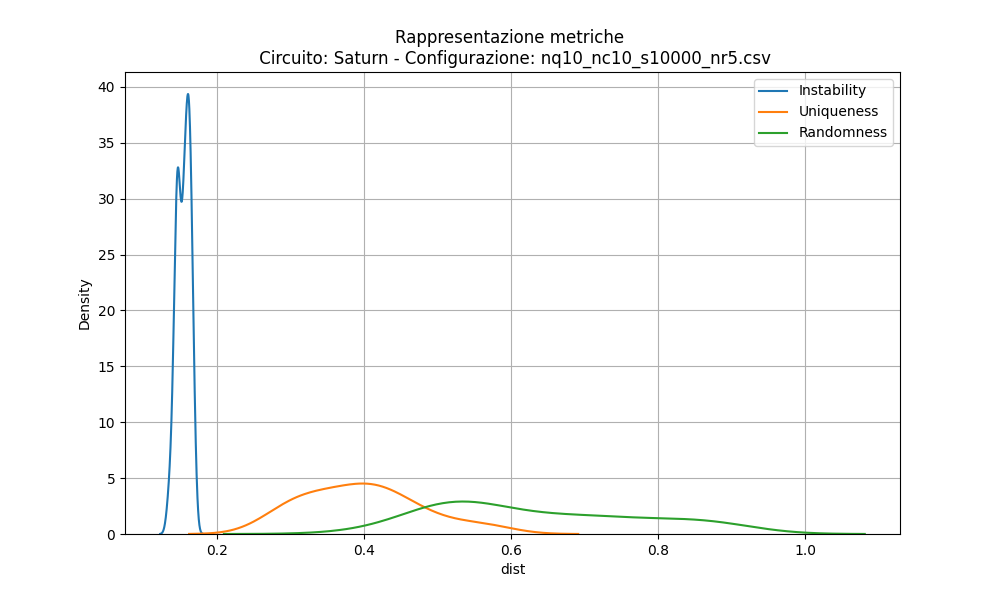 Rappresentazione metriche
Circuito: Saturn - Configurazione: nq10_nc10_s10000_nr5.csv
Instability
Uniqueness
Randomness
40
35
30
25
20
15
10
5
0
Density
0.2 0.4 0.6 0.8 1.0
dist